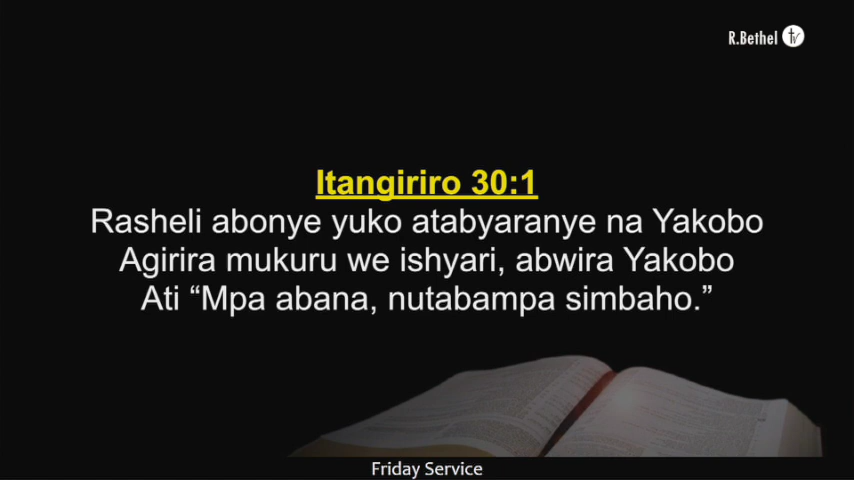 R.Bethel tv
Itangiriro 30:1
Rasheli abonye yuko atabyaranye na Yakobo
Agirira mukuru we ishyari, abwira Yakobo
Ati “Mpa abana, nutabampa simbaho.”
Friday Service